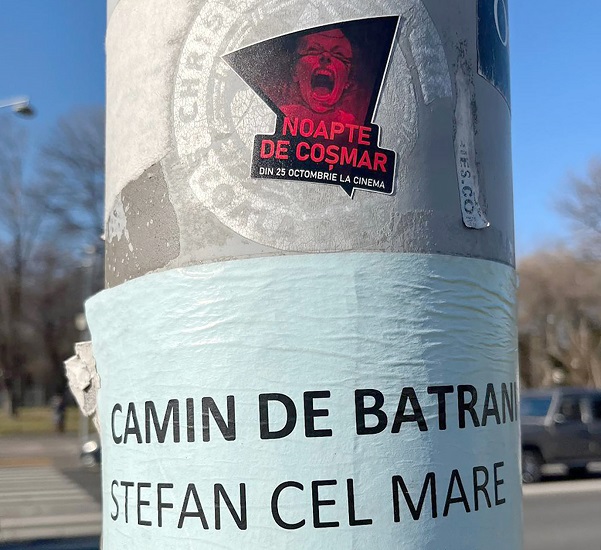 NOAPTE
DE COȘMAR
DIN 25 OCTOMBRIE LA CINEMA
CAMIN DE BATRANI
STEFAN CEL MARE